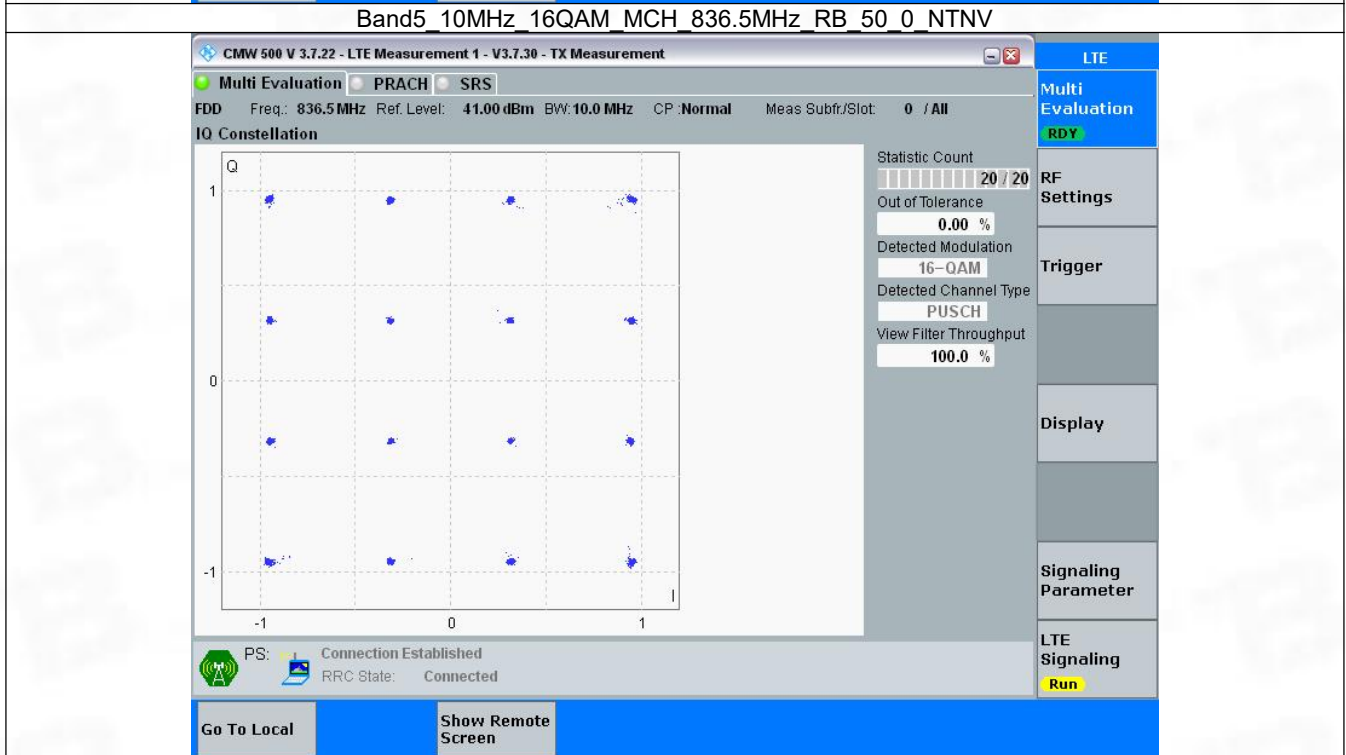 Band5_10MHz_16QAM_MCH_836.5MHz_RB_50_0_NTNV
CMW 500 V 3.7.22 - LTE Measurement 1 - V3.7.30 - TX Measurement
LTE
Multi Evaluation PRACH SRS
Multi
Evaluation
RDY
FDD Freq.: 836.5 MHz Ref. Level: 41.00 dBm BW: 10.0 MHz CP : Normal Meas Subfr./Slot: 0 / All
IQ Constellation
Q
1
0
-1
-1 0 1
I
Statistic Count
20 / 20
Out of Tolerance
0.00 %
Detected Modulation
16-QAM
Detected Channel Type
PUSCH
View Filter Throughput
100.0 %
RF
Settings
Trigger
Display
Signaling
Parameter
LTE
Signaling
Run
PS: Connection Established
RRC State: Connected
Go To Local
Show Remote
Screen